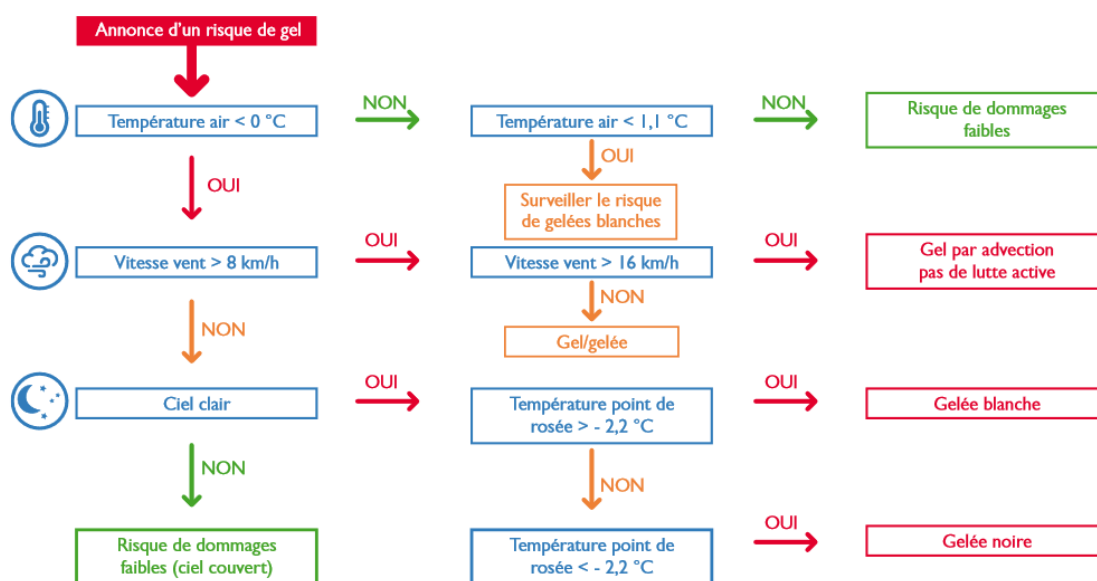 Annonce d'un risque de gel
Température air < 0 °C
NON
Température air < 1,1 °C
NON
Risque de dommages
faibles
OUI
OUI
Surveiller le risque
de gelées blanches
Vitesse vent > 8 km/h
OUI
Vitesse vent > 16 km/h
OUI
Gel par advection
pas de lutte active
NON
NON
Gel/gelée
Ciel clair
OUI
Température point de
rosée > - 2,2 °C
OUI
Gelée blanche
NON
NON
Risque de dommages
faibles (ciel couvert)
Température point de
rosée < - 2,2 °C
OUI
Gelée noire